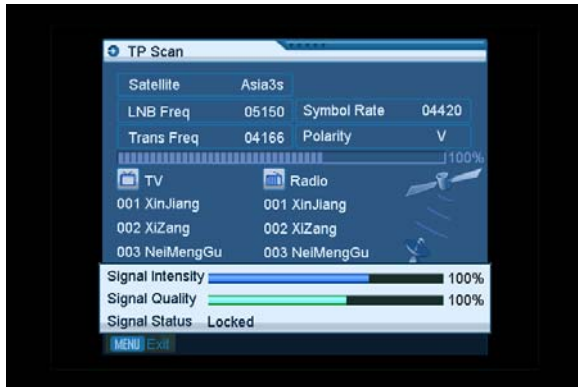 TP Scan
Satellite Asia3s
LNB Freq 05150 Symbol Rate 04420
Trans Freq 04166 Polarity V
100%
TV Radio
001 XinJiang 001 XinJiang
002 XiZang 002 XiZang
003 NeiMengGu 003 NeiMengGu
Signal Intensity 100%
Signal Quality 100%
Signal Status Locked
MENU Exit